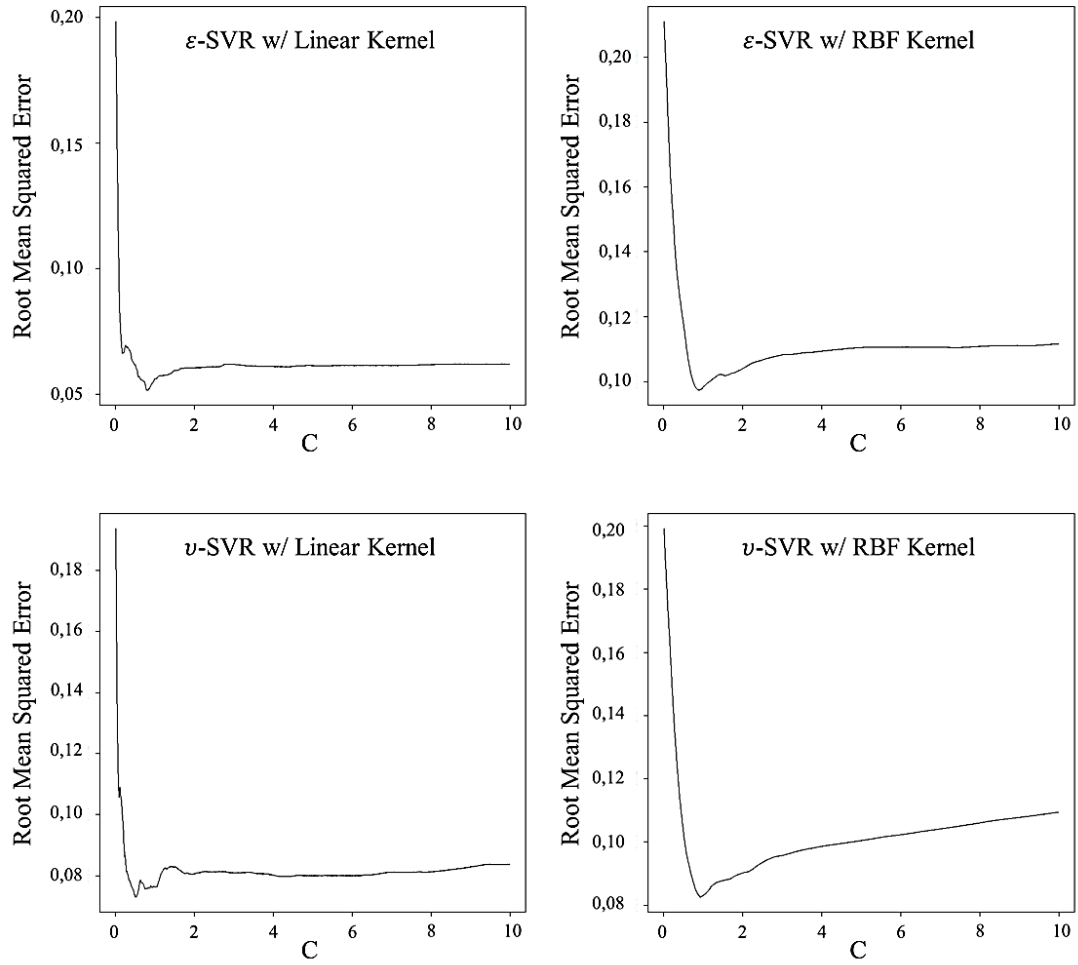 ε-SVR w/ Linear Kernel
Root Mean Squared Error
0,20
0,15
0,10
0,05
0 2 4 6 8 10
C
ε-SVR w/ RBF Kernel
Root Mean Squared Error
0,20
0,18
0,16
0,14
0,12
0,10
0 2 4 6 8 10
C
υ-SVR w/ Linear Kernel
Root Mean Squared Error
0,18
0,16
0,14
0,12
0,10
0,08
0 2 4 6 8 10
C
υ-SVR w/ RBF Kernel
Root Mean Squared Error
0,20
0,18
0,16
0,14
0,12
0,10
0,08
0 2 4 6 8 10
C